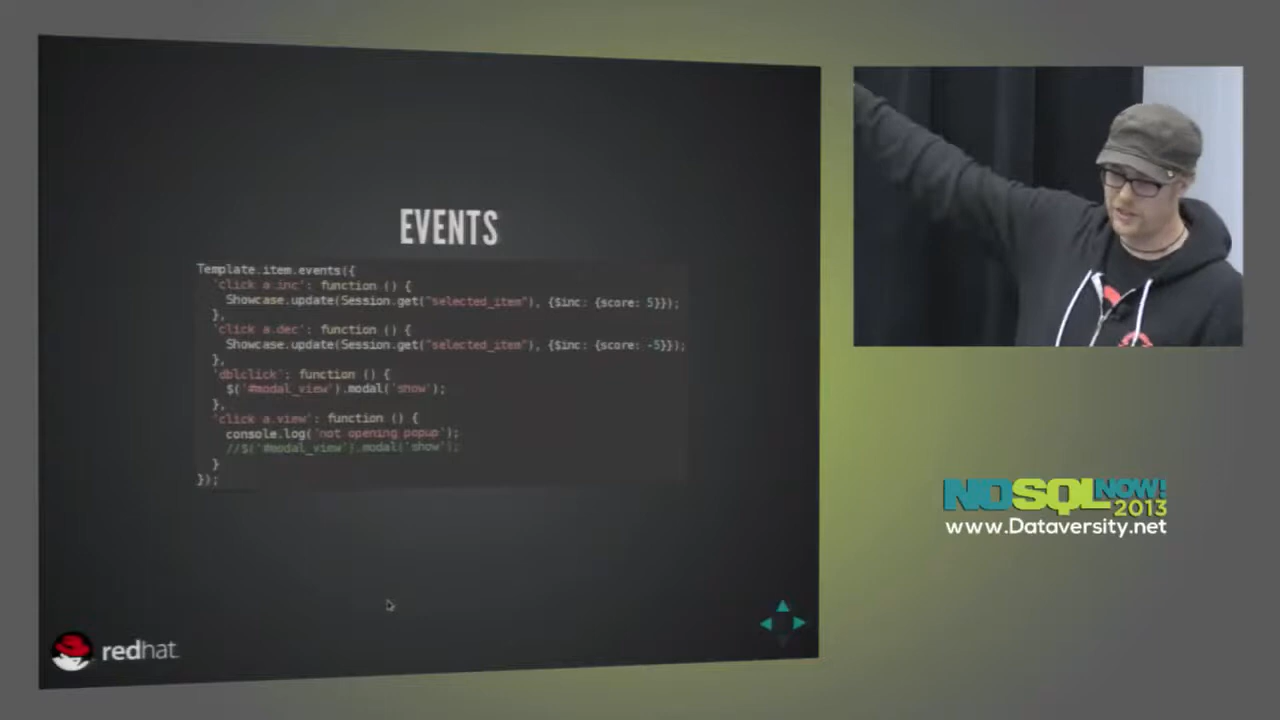 EVENTS
Template.item.events({
'click a.inc': function () {
Showcase.update(Session.get("selected_item"), {$inc: {score: 5}});
},
'click a.dec': function () {
Showcase.update(Session.get("selected_item"), {$inc: {score: -5}});
},
'dblclick': function () {
$('#modal_view').modal('show');
},
'click a.view': function () {
console.log('not opening popup');
//$('#modal_view').modal('show');
}
});
redhat.
NOSQL NOW!
2013
www.Dataversity.net